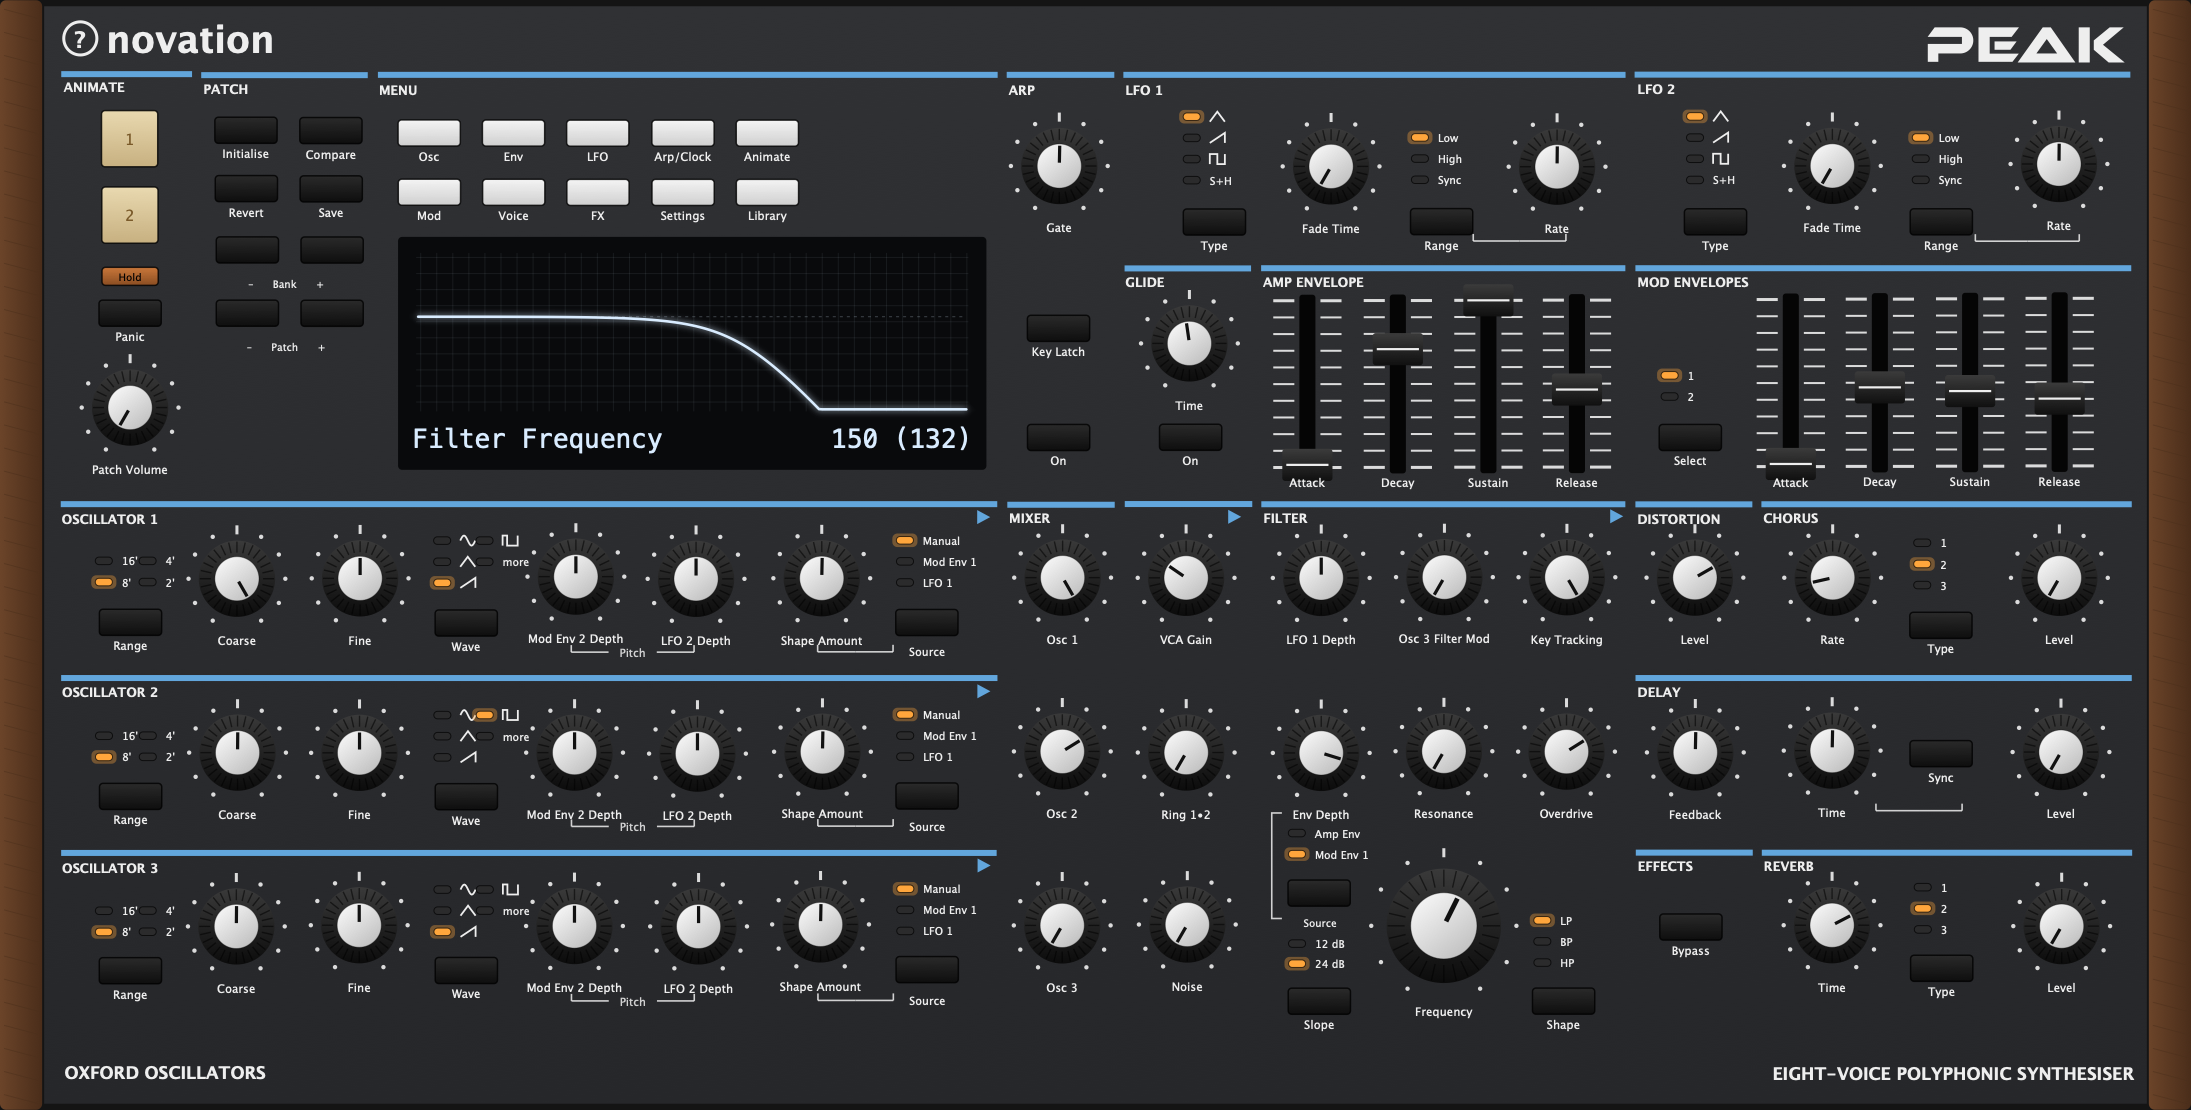 ? novation
PEAK
ANIMATE
PATCH
MENU
ARP
LFO 1
LFO 2
1
2
Hold
Panic
Patch Volume
Initialise
Compare
Revert
Save
- Bank +
- Patch +
Osc
Env
LFO
Arp/Clock
Animate
Mod
Voice
FX
Settings
Library
Filter Frequency 150 (132)
Gate
Key Latch
On
S+H
Type
Fade Time
Low
High
Sync
Range
Rate
S+H
Type
Fade Time
Low
High
Sync
Range
Rate
GLIDE
Time
On
AMP ENVELOPE
Attack
Decay
Sustain
Release
MOD ENVELOPES
1
2
Select
Attack
Decay
Sustain
Release
OSCILLATOR 1
16' 4'
8' 2'
Range
Coarse
Fine
more
Wave
Mod Env 2 Depth
LFO 2 Depth
Pitch
Shape Amount
Manual
Mod Env 1
LFO 1
Source
OSCILLATOR 2
16' 4'
8' 2'
Range
Coarse
Fine
more
Wave
Mod Env 2 Depth
LFO 2 Depth
Pitch
Shape Amount
Manual
Mod Env 1
LFO 1
Source
OSCILLATOR 3
16' 4'
8' 2'
Range
Coarse
Fine
more
Wave
Mod Env 2 Depth
LFO 2 Depth
Pitch
Shape Amount
Manual
Mod Env 1
LFO 1
Source
MIXER
Osc 1
VCA Gain
Osc 2
Ring 1•2
Osc 3
Noise
FILTER
LFO 1 Depth
Osc 3 Filter Mod
Key Tracking
Env Depth
Resonance
Overdrive
Amp Env
Mod Env 1
Source
12 dB
24 dB
Slope
Frequency
LP
BP
HP
Shape
DISTORTION
Level
CHORUS
Rate
1
2
3
Type
Level
DELAY
Feedback
Time
Sync
Level
EFFECTS
Bypass
REVERB
Time
1
2
3
Type
Level
OXFORD OSCILLATORS
EIGHT-VOICE POLYPHONIC SYNTHESISER